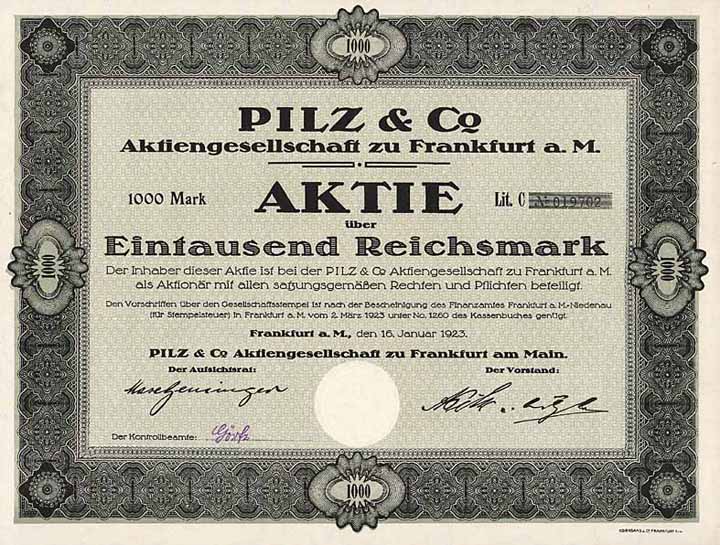 1000
PILZ & Co
Aktiengesellschaft zu Frankfurt a. M.
1000 Mark AKTIE Lit. C № 019702
über
Eintausend Reichsmark
Der Inhaber dieser Aktie ist bei der PILZ & Co Aktiengesellschaft zu Frankfurt a. M.
als Aktionär mit allen satzungsgemäßen Rechten und Pflichten beteiligt.
Den Vorschriften über den Gesellschaftsstempel ist nach der Bescheinigung des Finanzamtes Frankfurt a. M.-Niedenau
(für Stempelsteuer) in Frankfurt a. M. vom 2. März 1923 unter No. 1260 des Kassenbuches genügt.
Frankfurt a. M., den 16. Januar 1923.
PILZ & Co Aktiengesellschaft zu Frankfurt am Main.
Der Aufsichtsrat: Der Vorstand:
Der Kontrollbeamte:
1000
1000
1000